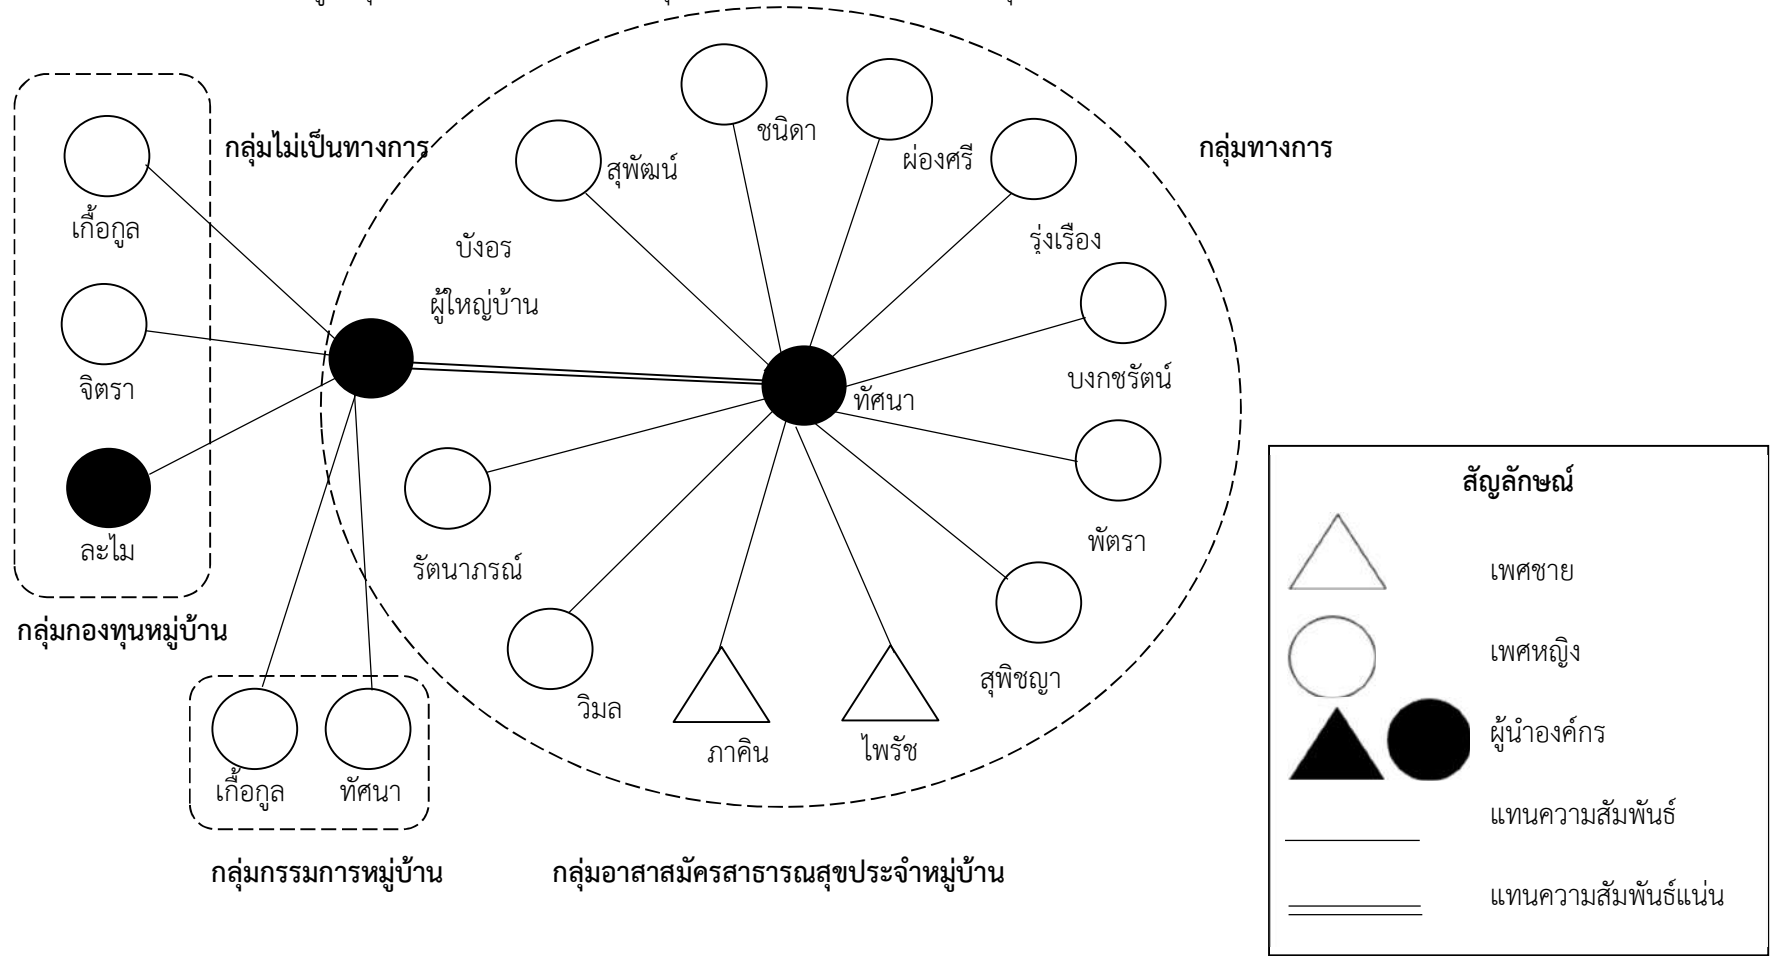 กลุ่มไม่เป็นทางการ
กลุ่มทางการ
ชนิดา
ผ่องศรี
สุพัฒน์
รุ่งเรือง
เกื้อกูล
บังอร
ผู้ใหญ่บ้าน
จิตรา
บงกชรัตน์
ทัศนา
ละไม
รัตนาภรณ์
พัตรา
กลุ่มกองทุนหมู่บ้าน
สุพิชญา
วิมล
ภาคิน
ไพรัช
เกื้อกูล
ทัศนา
กลุ่มกรรมการหมู่บ้าน
กลุ่มอาสาสมัครสาธารณสุขประจำหมู่บ้าน
สัญลักษณ์
เพศชาย
เพศหญิง
ผู้นำองค์กร
แทนความสัมพันธ์
แทนความสัมพันธ์แน่น